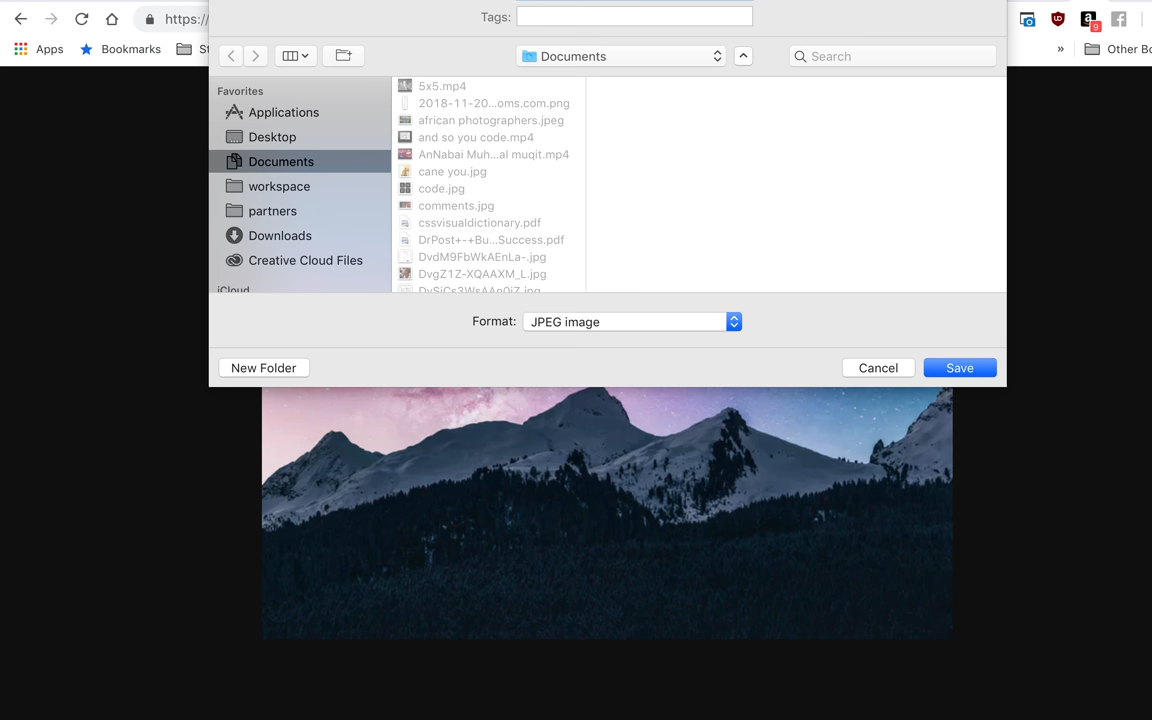 Tags:
https://
9
Apps
Bookmarks
»
Documents
Search
Favorites
Applications
Desktop
Documents
workspace
partners
Downloads
Creative Cloud Files
iCloud
5x5.mp4
2018-11-20...oms.com.png
african photographers.jpeg
and so you code.mp4
AnNabai Muh...al muqit.mp4
cane you.jpg
code.jpg
comments.jpg
cssvisualdictionary.pdf
DrPost+-+Bu...Success.pdf
DvdM9FbWkAEnLa-.jpg
DvgZ1Z-XQAAXM_L.jpg
Other Bo
Format: JPEG image
New Folder
Cancel
Save